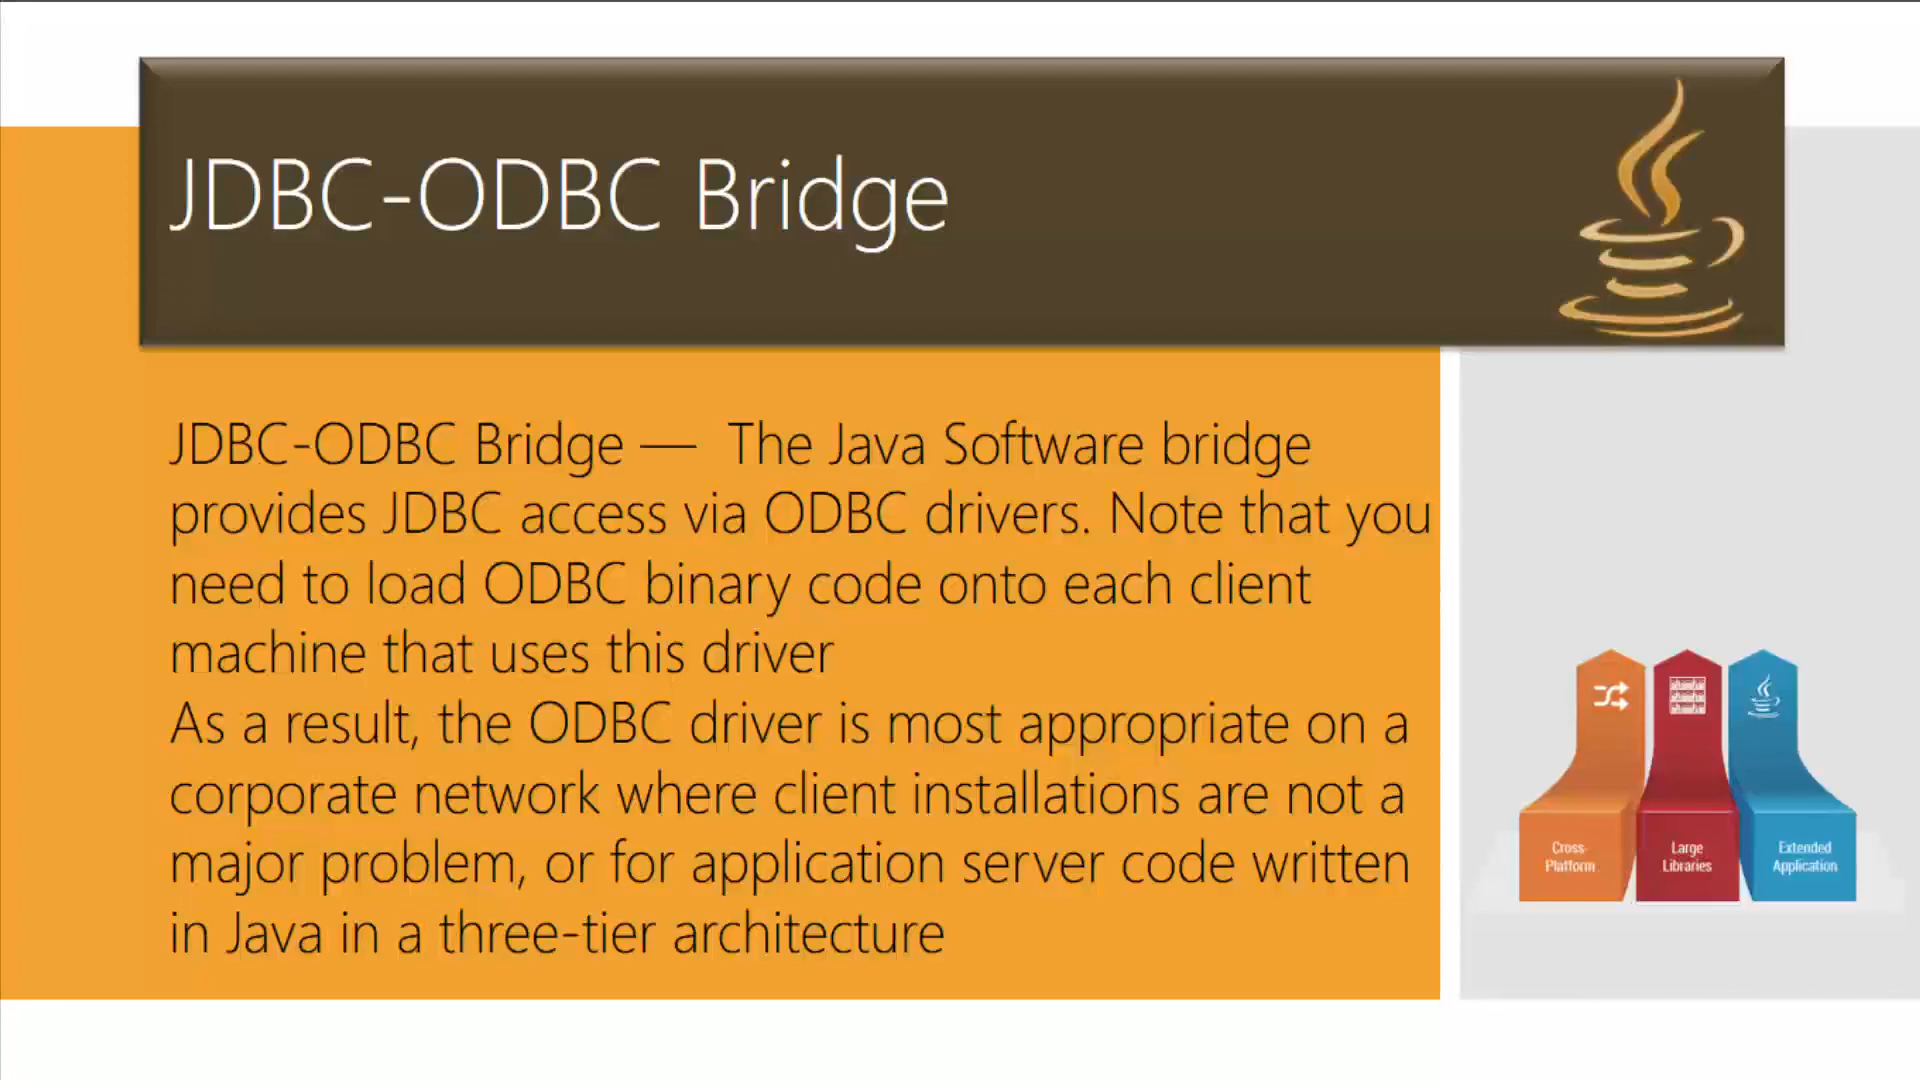 JDBC-ODBC Bridge
JDBC-ODBC Bridge — The Java Software bridge
provides JDBC access via ODBC drivers. Note that you
need to load ODBC binary code onto each client
machine that uses this driver
As a result, the ODBC driver is most appropriate on a
corporate network where client installations are not a
major problem, or for application server code written
in Java in a three-tier architecture
Cross-
Platform
Large
Libraries
Extended
Application